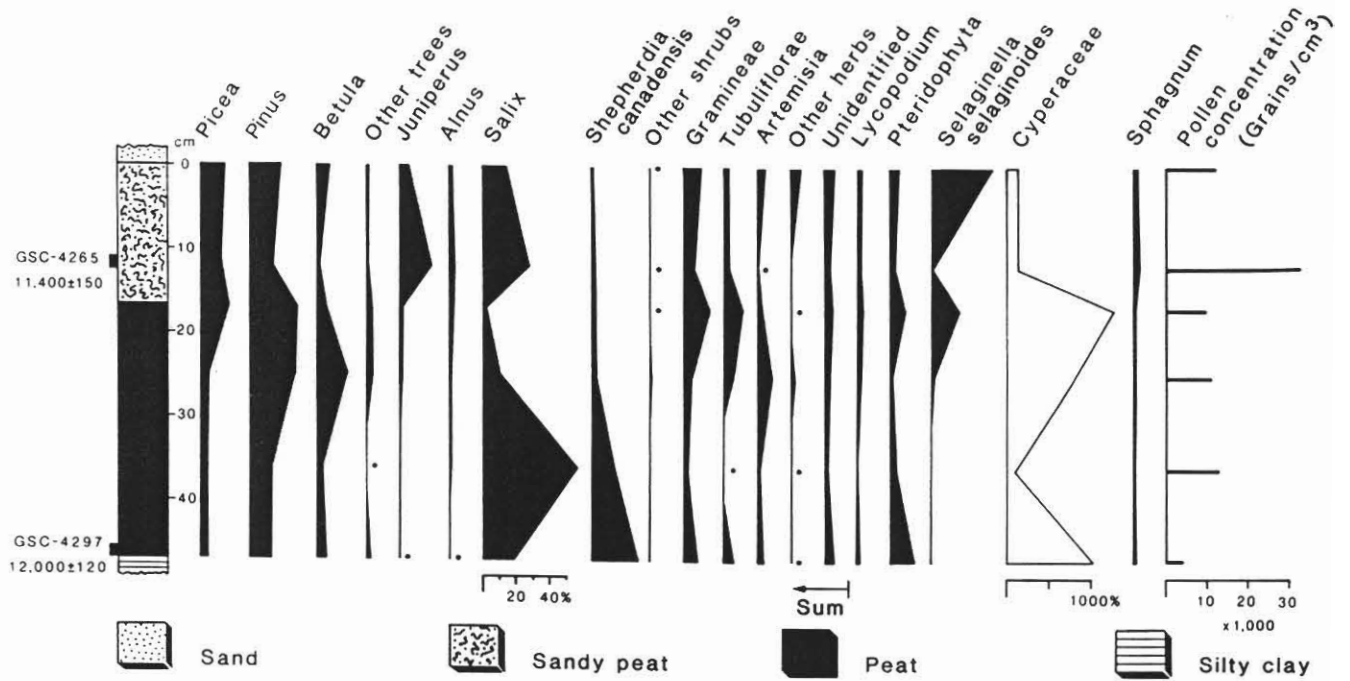 Picea
Pinus
Betula
Other trees
Juniperus
Alnus
Salix
Shepherdia
canadensis
Other shrubs
Gramineae
Tubuliflorae
Artemisia
Other herbs
Unidentified
Lycopodium
Pteridophyta
Selaginella
selaginoides
Cyperaceae
Sphagnum
Pollen
concentration
(Grains/cm³)
cm
0
10
20
30
40
GSC-4265
11,400±150
GSC-4297
12,000±120
20 40%
Sum
1000%
10 20 30
x 1,000
Sand
Sandy peat
Peat
Silty clay